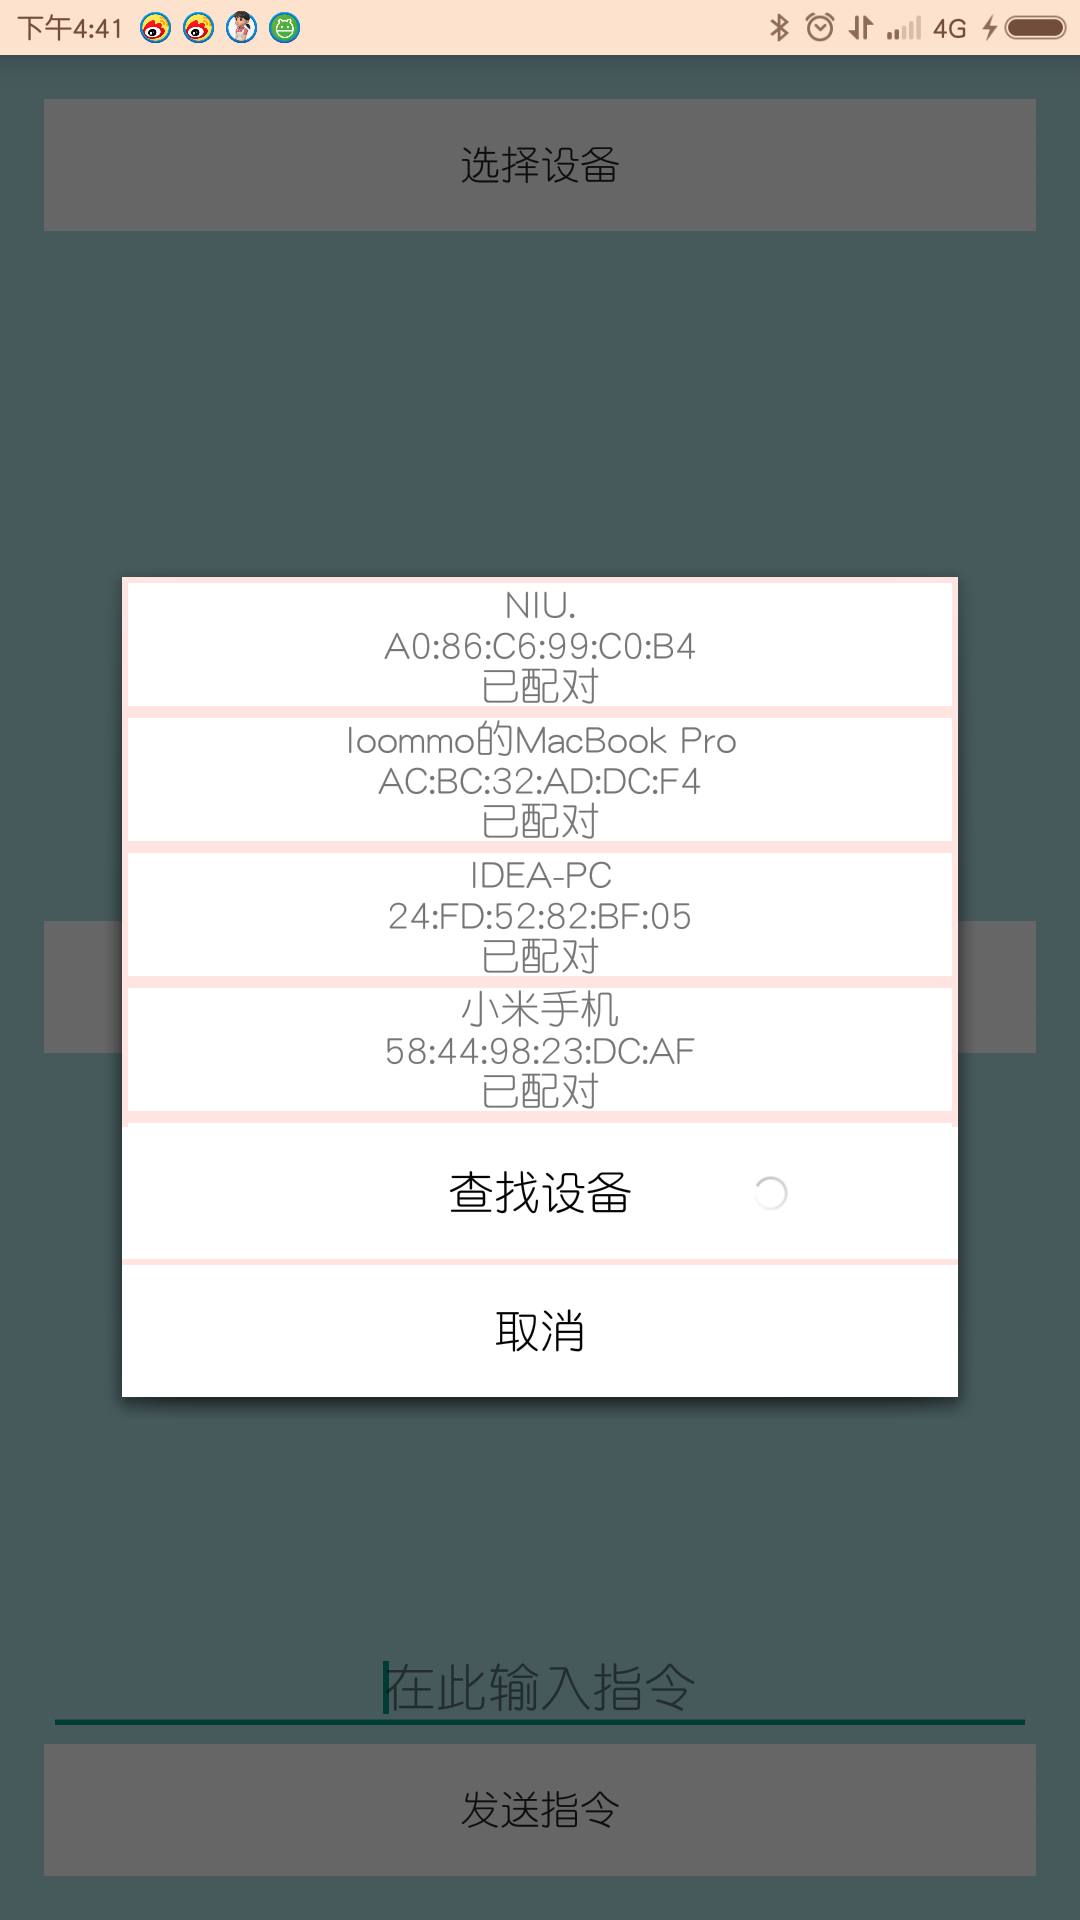 下午4:41
4G
选择设备
NIU.
A0:86:C6:99:C0:B4
已配对
loommo的MacBook Pro
AC:BC:32:AD:DC:F4
已配对
IDEA-PC
24:FD:52:82:BF:05
已配对
小米手机
58:44:98:23:DC:AF
已配对
查找设备
取消
在此输入指令
发送指令